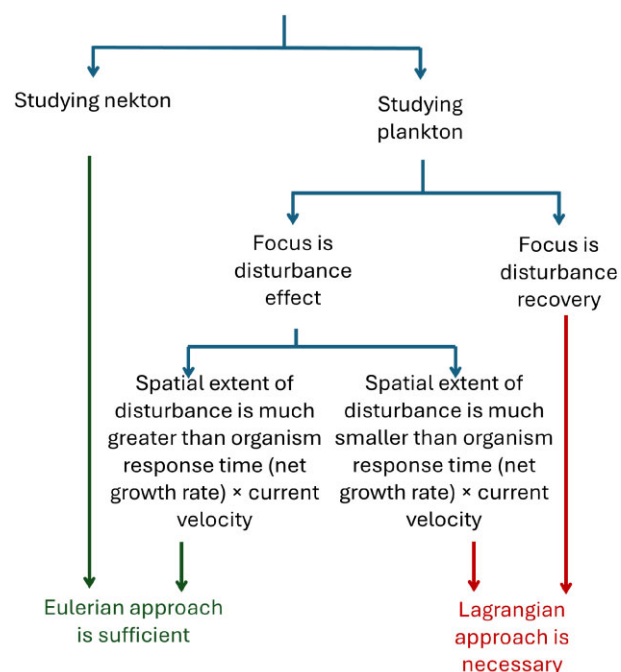 Studying nekton
Studying
plankton
Focus is
disturbance
effect
Focus is
disturbance
recovery
Spatial extent of
disturbance is much
greater than organism
response time (net
growth rate) × current
velocity
Spatial extent of
disturbance is much
smaller than organism
response time (net
growth rate) × current
velocity
Eulerian approach
is sufficient
Lagrangian
approach is
necessary